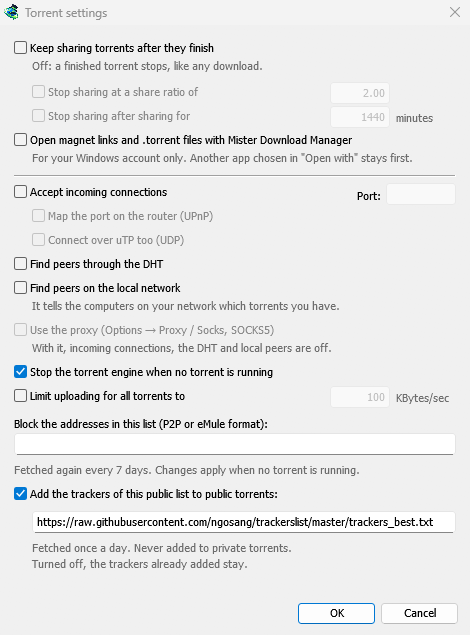 Torrent settings
Keep sharing torrents after they finish
Off: a finished torrent stops, like any download.
Stop sharing at a share ratio of 2.00
Stop sharing after sharing for 1440 minutes
Open magnet links and .torrent files with Mister Download Manager
For your Windows account only. Another app chosen in "Open with" stays first.
Accept incoming connections Port:
Map the port on the router (UPnP)
Connect over uTP too (UDP)
Find peers through the DHT
Find peers on the local network
It tells the computers on your network which torrents you have.
Use the proxy (Options → Proxy / Socks, SOCKS5)
With it, incoming connections, the DHT and local peers are off.
Stop the torrent engine when no torrent is running
Limit uploading for all torrents to 100 KBytes/sec
Block the addresses in this list (P2P or eMule format):
Fetched again every 7 days. Changes apply when no torrent is running.
Add the trackers of this public list to public torrents:
https://raw.githubusercontent.com/ngosang/trackerslist/master/trackers_best.txt
Fetched once a day. Never added to private torrents.
Turned off, the trackers already added stay.
OK Cancel